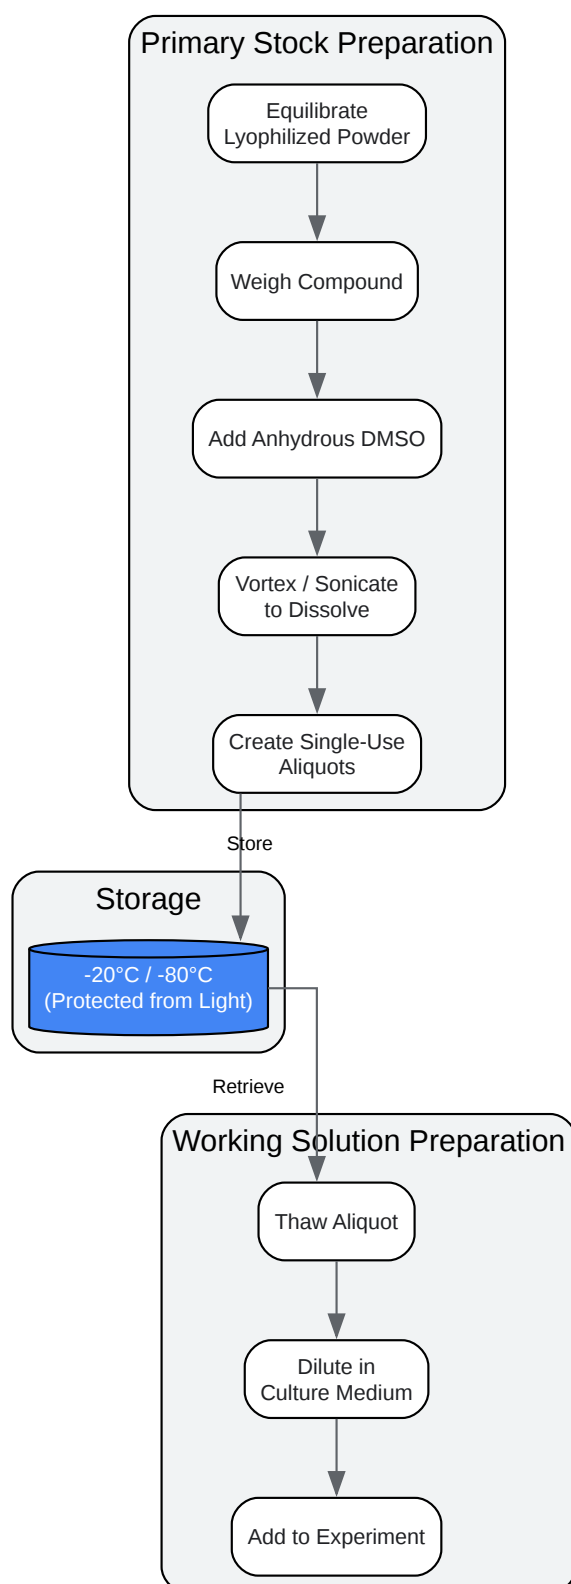 Primary Stock Preparation
Equilibrate
Lyophilized Powder
Weigh Compound
Add Anhydrous DMSO
Vortex / Sonicate
to Dissolve
Create Single-Use
Aliquots
Store
Storage
-20°C / -80°C
(Protected from Light)
Retrieve
Working Solution Preparation
Thaw Aliquot
Dilute in
Culture Medium
Add to Experiment